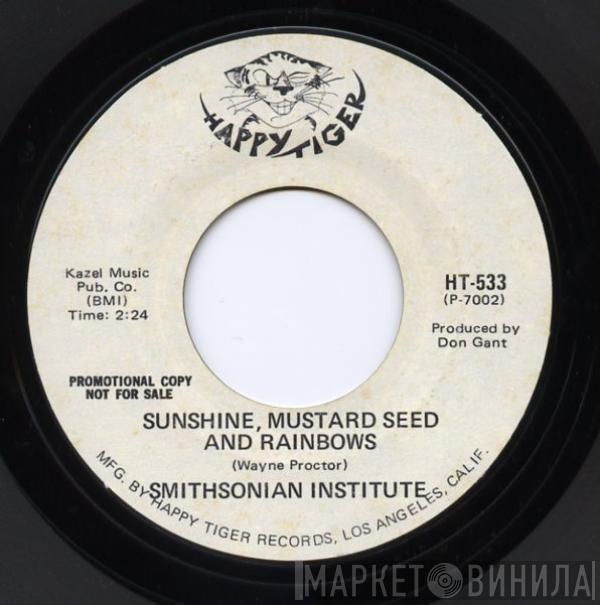 HAPPY TIGER
Kazel Music
Pub. Co.
(BMI)
Time: 2:24
HT-533
(P-7002)
Produced by
Don Gant
PROMOTIONAL COPY
NOT FOR SALE
SUNSHINE, MUSTARD SEED
AND RAINBOWS
(Wayne Proctor)
SMITHSONIAN INSTITUTE
MFG. BY HAPPY TIGER RECORDS, LOS ANGELES, CALIF.
МАРКЕТ ВИНИЛА